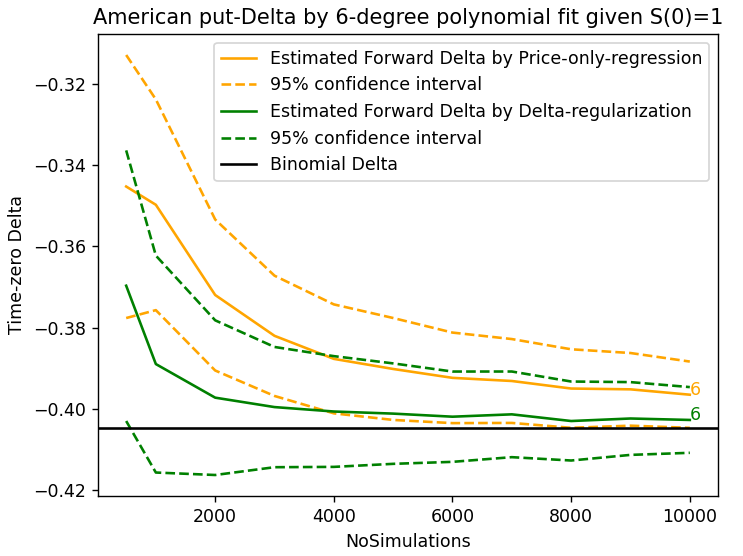 American put-Delta by 6-degree polynomial fit given S(0)=1
Estimated Forward Delta by Price-only-regression
95% confidence interval
Estimated Forward Delta by Delta-regularization
95% confidence interval
Binomial Delta
Time-zero Delta
−0.32
−0.34
−0.36
−0.38
−0.40
−0.42
6
6
2000 4000 6000 8000 10000
NoSimulations